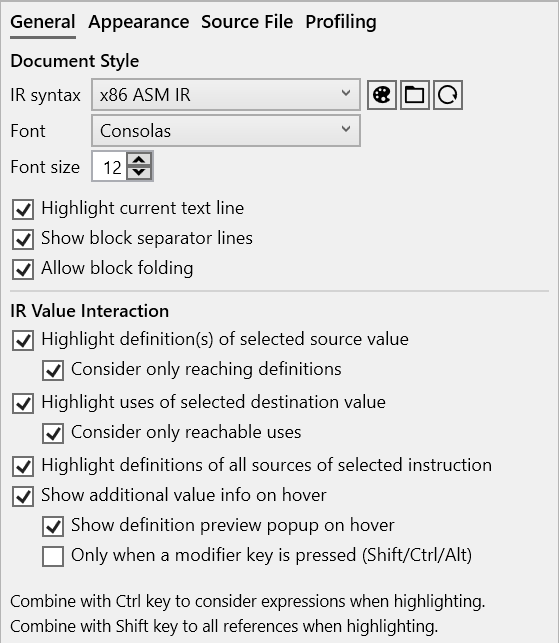 General Appearance Source File Profiling
Document Style
IR syntax x86 ASM IR
Font Consolas
Font size 12
Highlight current text line
Show block separator lines
Allow block folding
IR Value Interaction
Highlight definition(s) of selected source value
Consider only reaching definitions
Highlight uses of selected destination value
Consider only reachable uses
Highlight definitions of all sources of selected instruction
Show additional value info on hover
Show definition preview popup on hover
Only when a modifier key is pressed (Shift/Ctrl/Alt)
Combine with Ctrl key to consider expressions when highlighting.
Combine with Shift key to all references when highlighting.